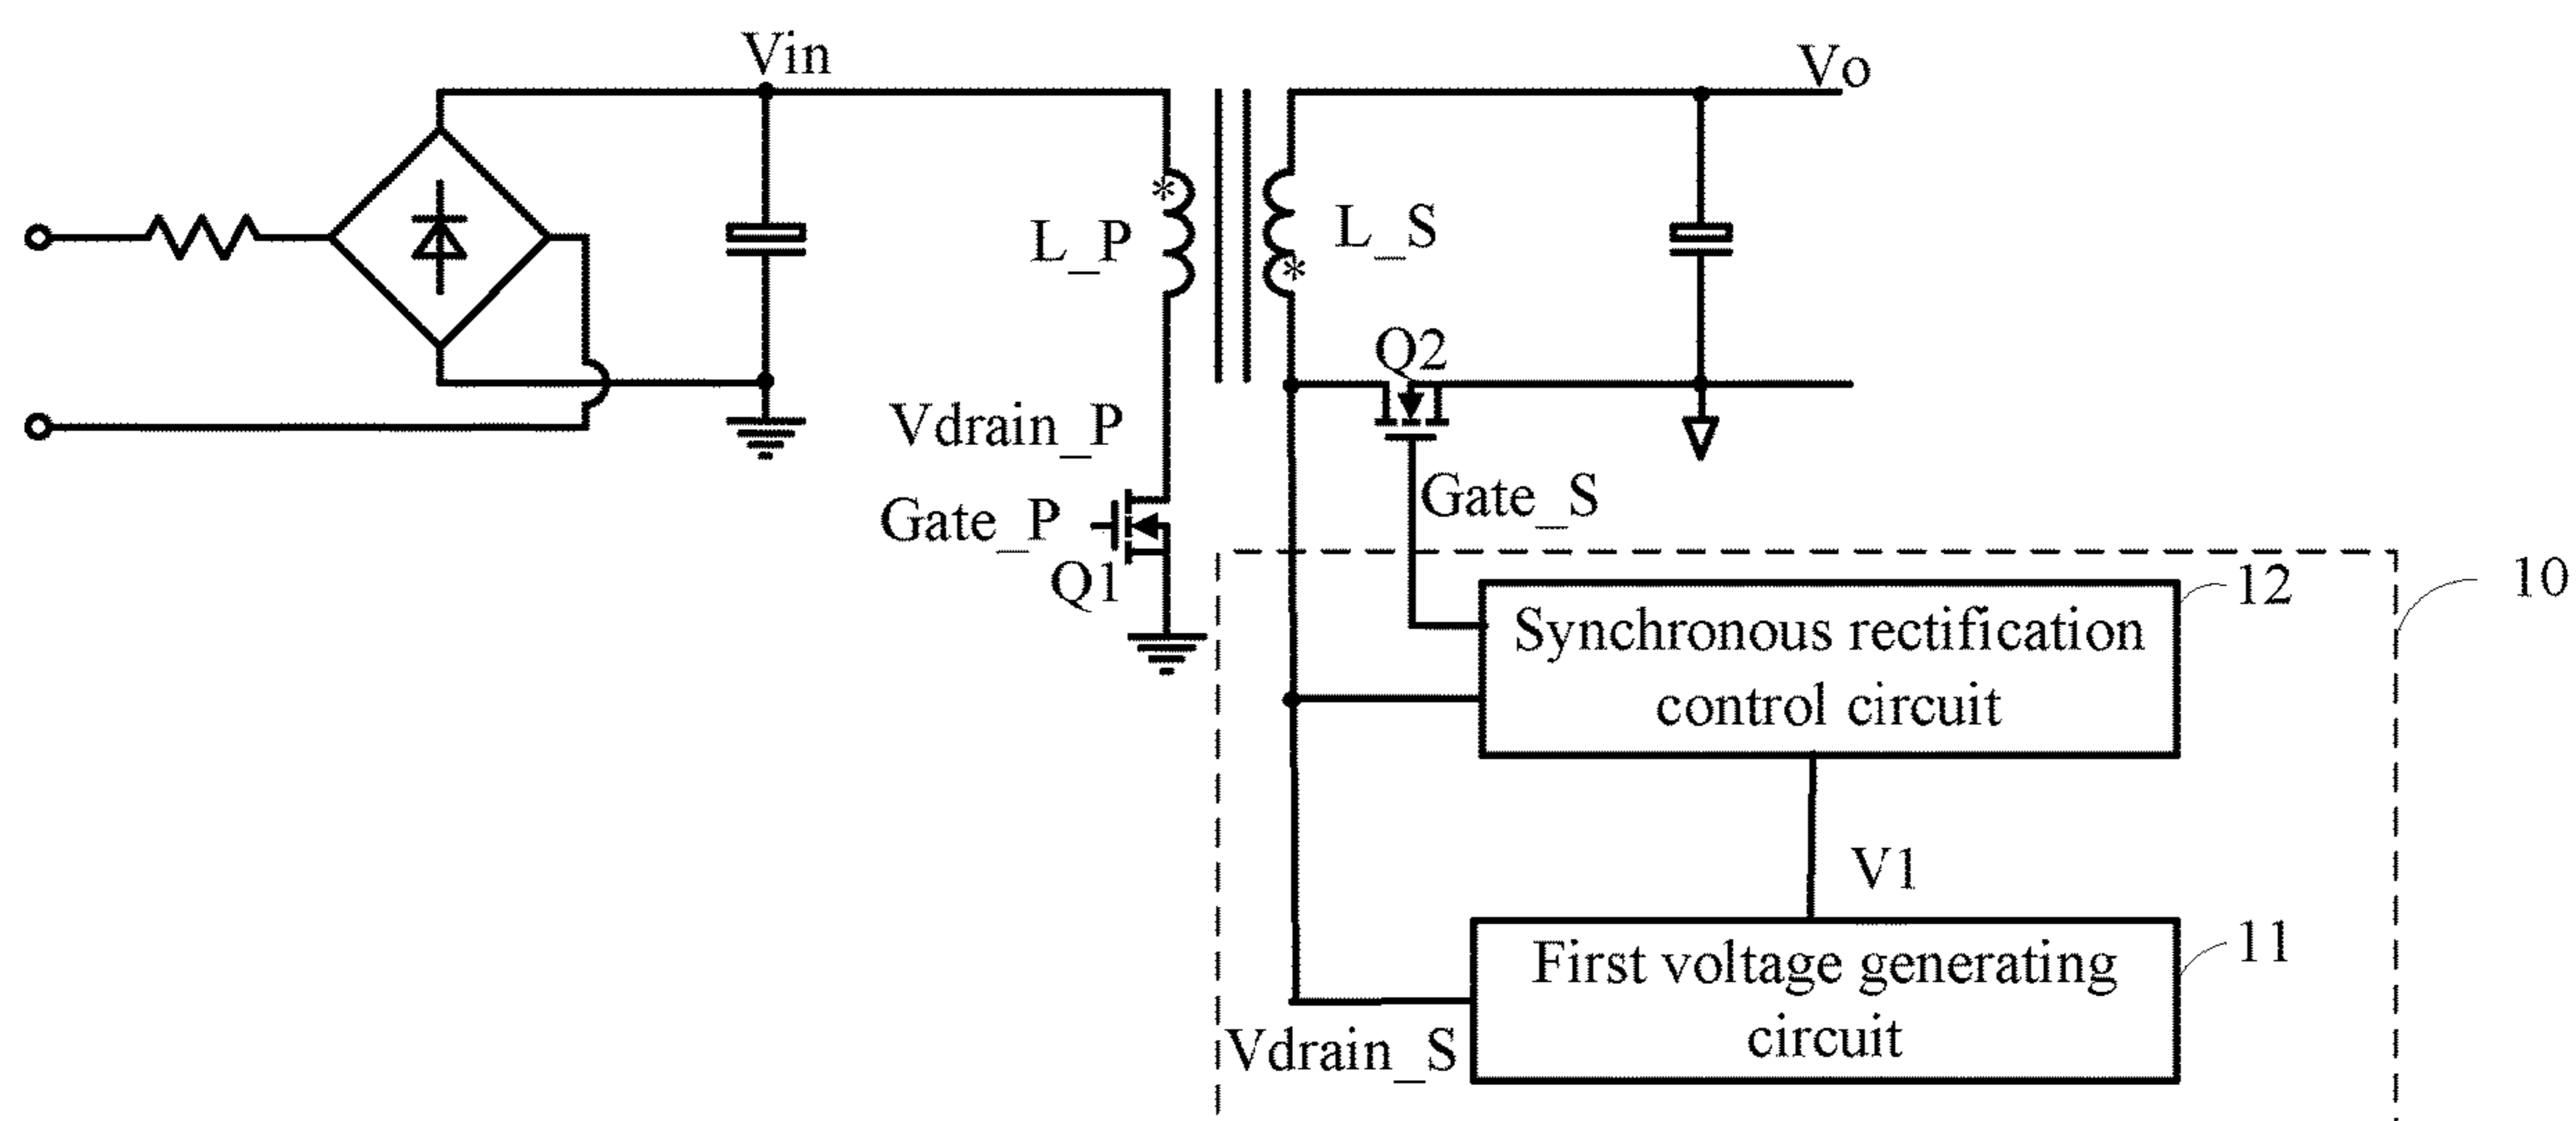 Vin
Vo
*
L_P
L_S
*
Q2
Vdrain_P
Gate_S
Gate_P
Q1
12
10
Synchronous rectification
control circuit
V1
11
First voltage generating
circuit
Vdrain_S